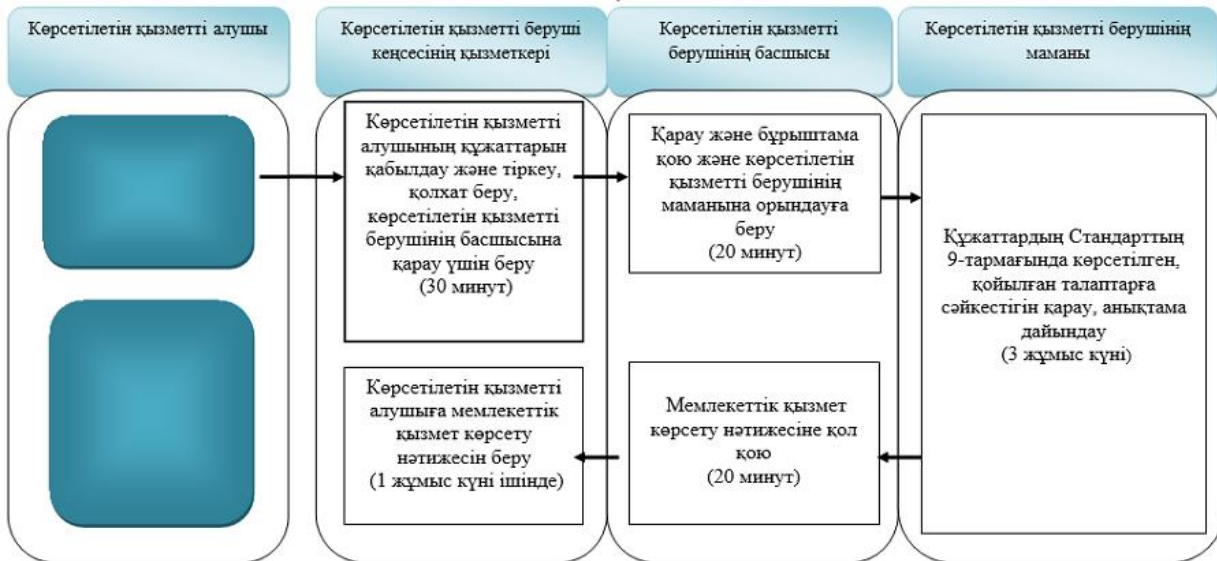 Көрсетілетін қызметті алушы
Көрсетілетін қызметті беруші
кеңсесінің қызметкері
Көрсетілетін қызметті
берушінің басшысы
Көрсетілетін қызметті берушінің
маманы
Көрсетілетін қызметті
алушының құжаттарын
қабылдау және тіркеу,
қолхат беру,
көрсетілетін қызметті
берушінің басшысына
қарау үшін беру
(30 минут)
Қарау және бұрыштама
қою және көрсетілетін
қызметті берушінің
маманына орындауға
беру
(20 минут)
Құжаттардың Стандарттың
9-тармағында көрсетілген,
қойылған талаптарға
сәйкестігін қарау, анықтама
дайындау
(3 жұмыс күні)
Мемлекеттік қызмет
көрсету нәтижесіне қол
қою
(20 минут)
Көрсетілетін қызметті
алушыға мемлекеттік
қызмет көрсету
нәтижесін беру
(1 жұмыс күні ішінде)